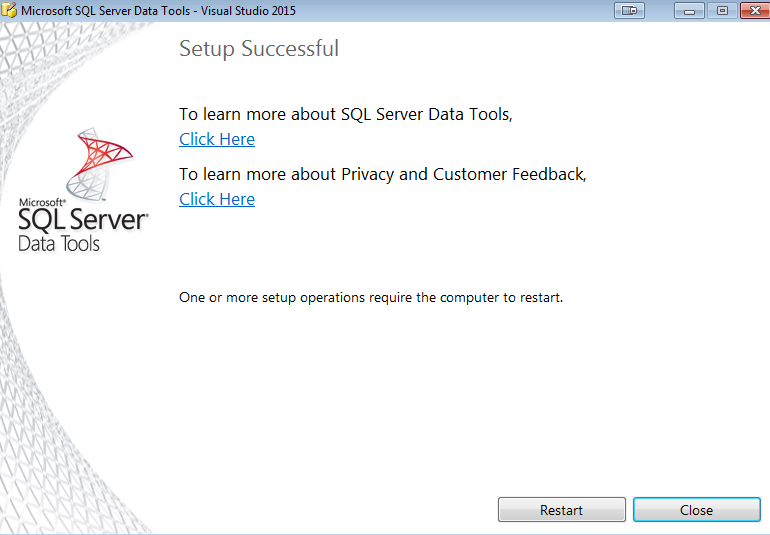 Microsoft SQL Server Data Tools - Visual Studio 2015
Setup Successful
To learn more about SQL Server Data Tools,
Click Here
To learn more about Privacy and Customer Feedback,
Click Here
Microsoft®
SQL Server®
Data Tools
One or more setup operations require the computer to restart.
Restart
Close